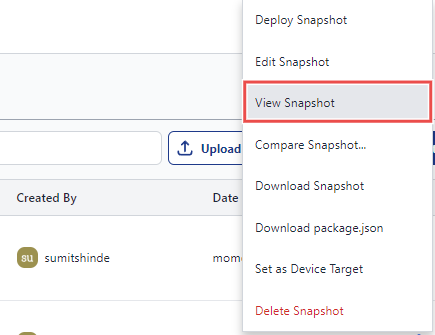 Deploy Snapshot
Edit Snapshot
View Snapshot
Compare Snapshot...
Upload
Download Snapshot
Created By
Date
Download package.json
su
sumitshinde
Set as Device Target
Delete Snapshot